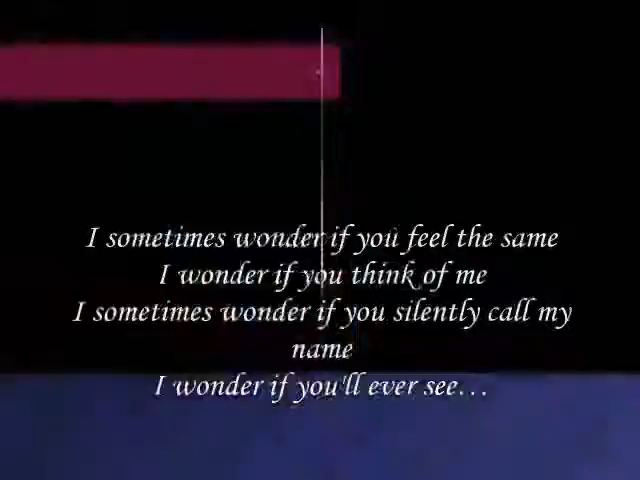 I sometimes wonder if you feel the same
I wonder if you think of me
I sometimes wonder if you silently call my
name
I wonder if you'll ever see...